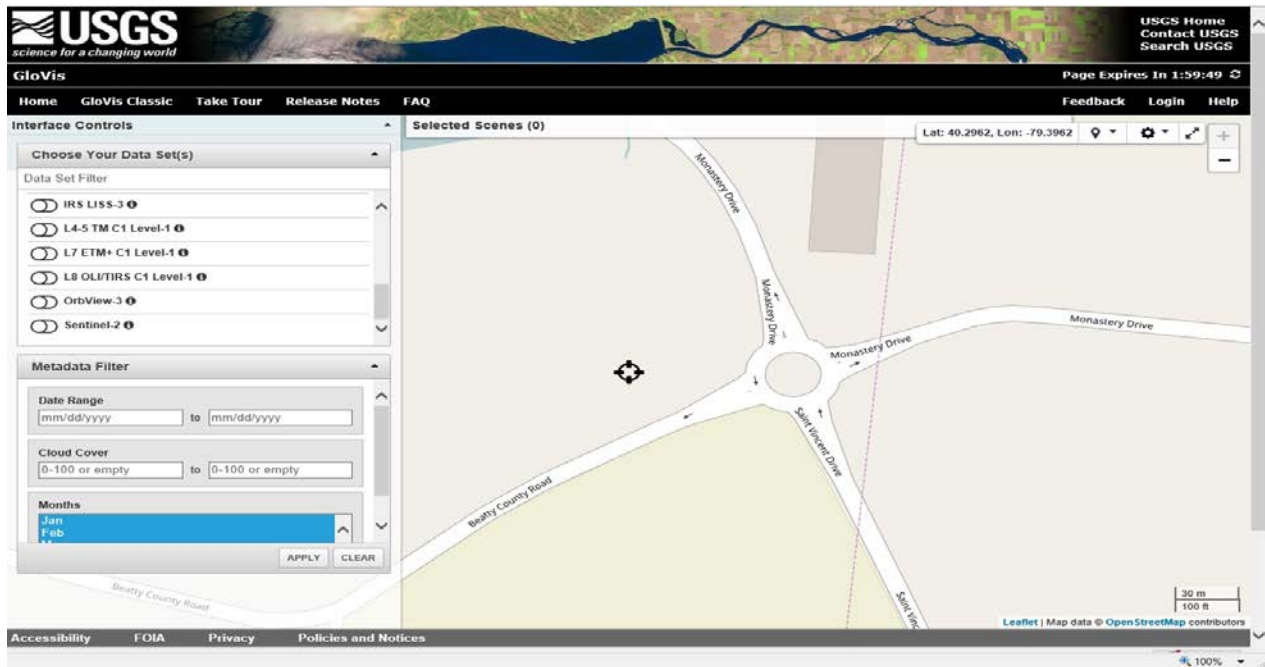 USGS
science for a changing world
USGS Home
Contact USGS
Search USGS
GloVis
Page Expires In 1:59:49
Home GloVis Classic Take Tour Release Notes FAQ
Feedback Login Help
Interface Controls
Selected Scenes (0)
Lat: 40.2962, Lon: -79.3962
Choose Your Data Set(s)
Data Set Filter
IRS LISS-3
L4-5 TM C1 Level-1
L7 ETM+ C1 Level-1
L8 OLI/TIRS C1 Level-1
OrbView-3
Sentinel-2
Metadata Filter
Date Range
mm/dd/yyyy to mm/dd/yyyy
Cloud Cover
0-100 or empty to 0-100 or empty
Months
Jan
Feb
APPLY CLEAR
Monastery Drive
Monastery Drive
Monastery Drive
Monastery Drive
Saint Vincent Drive
Beatty County Road
Beatty County Road
Saint Vinc
30 m
100 ft
Leaflet | Map data © OpenStreetMap contributors
Accessibility FOIA Privacy Policies and Notices
100%